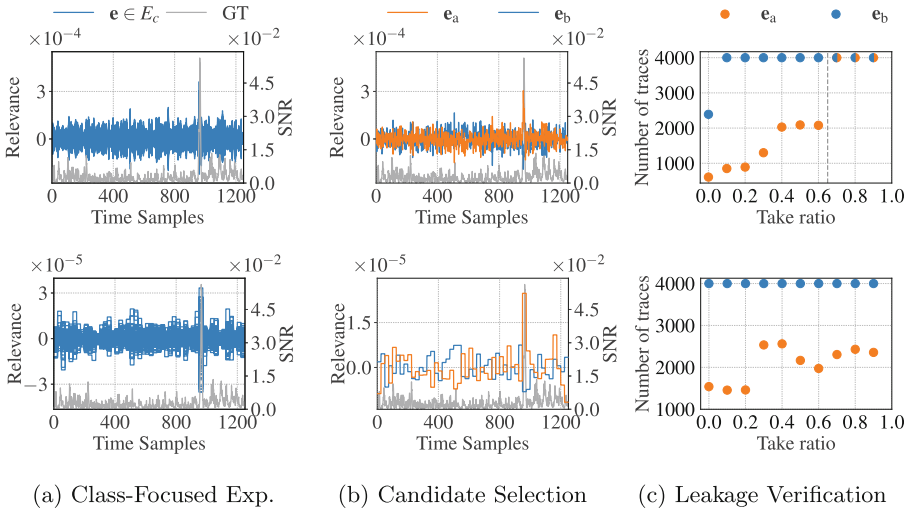 e ∈ E_c GT e_a e_b e_a e_b
×10⁻⁴ ×10⁻² ×10⁻⁴ ×10⁻²
Relevance 3 0 SNR 4.5 3.0 1.5 0.0
0 400 800 1200
Time Samples
Relevance 3 0 SNR 4.5 3.0 1.5 0.0
0 400 800 1200
Time Samples
Number of traces 4000 3000 2000 1000
0.0 0.2 0.4 0.6 0.8 1.0
Take ratio
×10⁻⁵ ×10⁻² ×10⁻⁵ ×10⁻²
Relevance 3 0 −3 SNR 4.5 3.0 1.5 0.0
0 400 800 1200
Time Samples
Relevance 1.5 0.0 SNR 4.5 3.0 1.5 0.0
0 400 800 1200
Time Samples
Number of traces 4000 3000 2000 1000
0.0 0.2 0.4 0.6 0.8 1.0
Take ratio
(a) Class-Focused Exp. (b) Candidate Selection (c) Leakage Verification